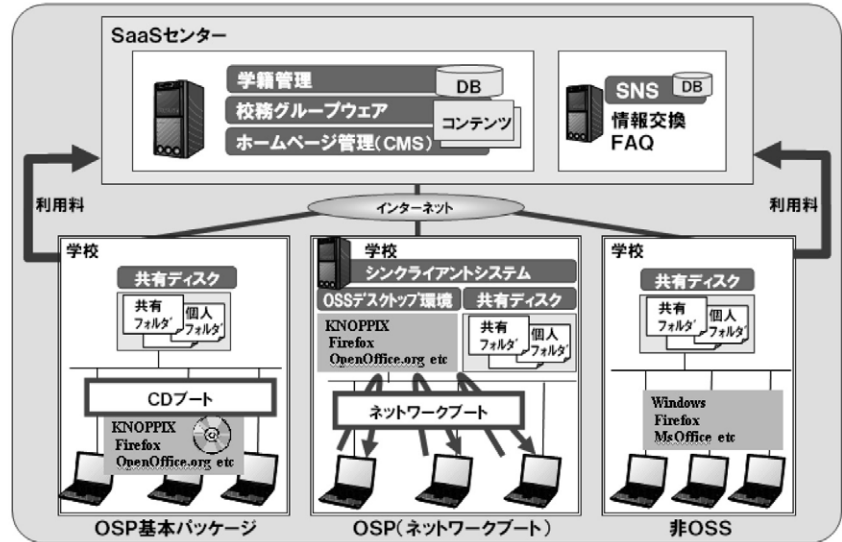 SaaSセンター
学籍管理
DB
校務グループウェア
コンテンツ
ホームページ管理(CMS)
SNS
DB
情報交換
FAQ
利用料
利用料
インターネット
学校
共有ディスク
共有
フォルダ
個人
フォルダ
CDブート
KNOPPIX
Firefox
OpenOffice.org etc
OSP基本パッケージ
学校
シンクライアントシステム
OSSデスクトップ環境
共有ディスク
KNOPPIX
Firefox
OpenOffice.org etc
共有
フォルダ
個人
フォルダ
ネットワークブート
OSP(ネットワークブート)
学校
共有ディスク
共有
フォルダ
個人
フォルダ
Windows
Firefox
MsOffice etc
非OSS